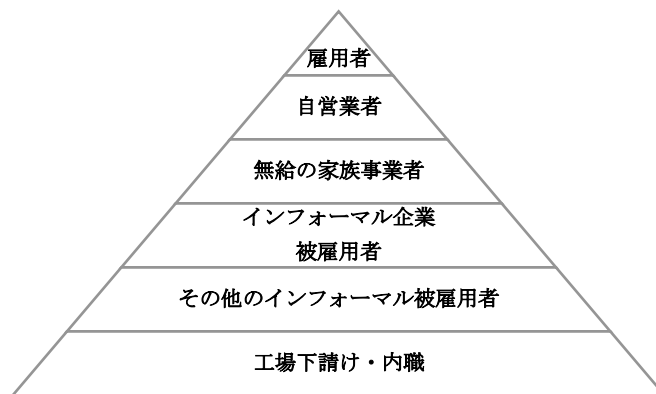 雇用者
自営業者
無給の家族事業者
インフォーマル企業
被雇用者
その他のインフォーマル被雇用者
工場下請け・内職